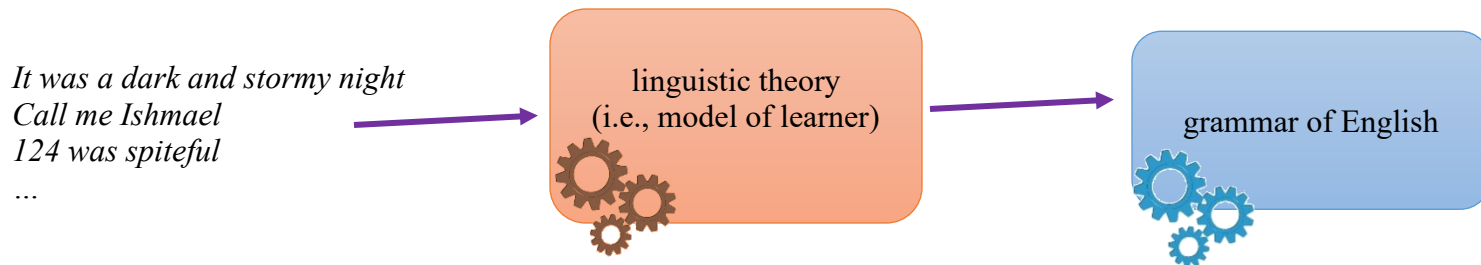 It was a dark and stormy night
Call me Ishmael
124 was spiteful
…
linguistic theory
(i.e., model of learner)
grammar of English